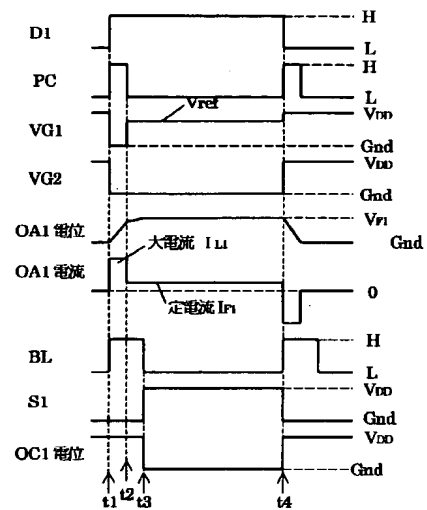 D1
H
L
PC
H
L
Vref
VDD
VG1
Gnd
VG2
VDD
Gnd
OA1 電位
VF1
Gnd
大電流 IL1
OA1 電流
0
定電流 IF1
BL
H
L
S1
VDD
Gnd
OC1 電位
VDD
Gnd
t1 t2 t3 t4